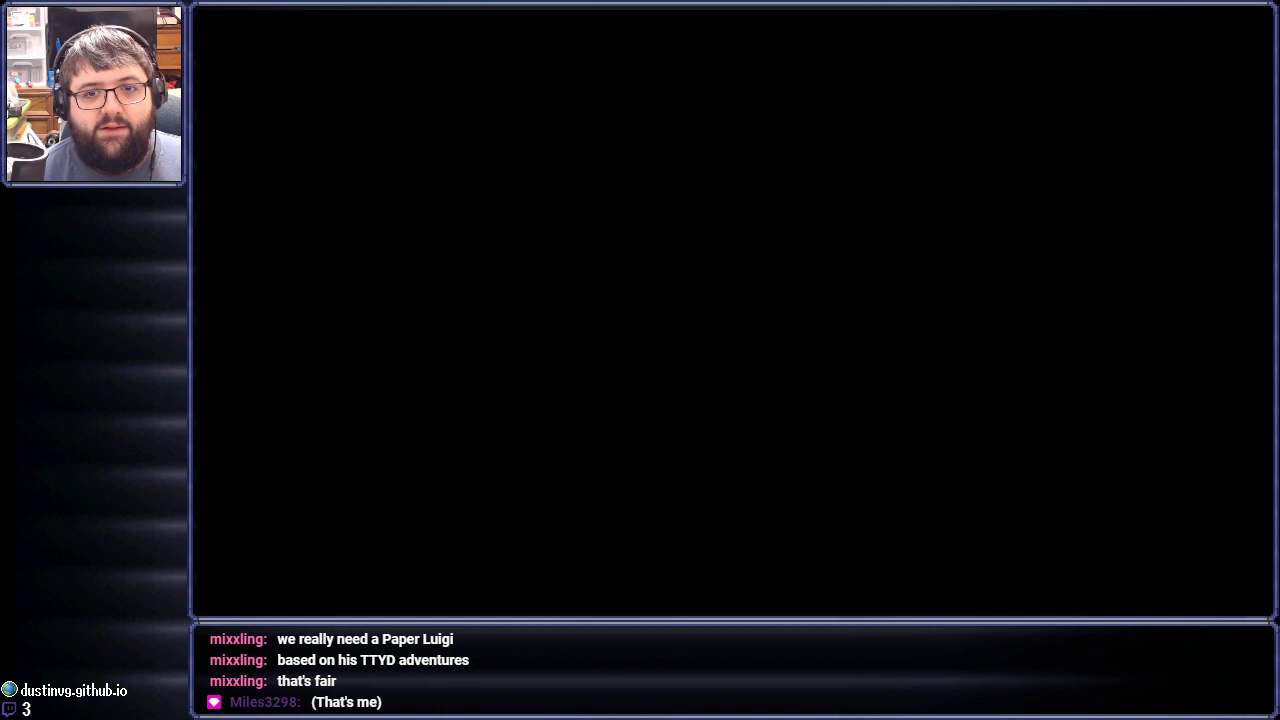 mixxling: we really need a Paper Luigi
mixxling: based on his TTYD adventures
mixxling: that's fair
Miles3298: (That's me)
dustinvg.github.io
3